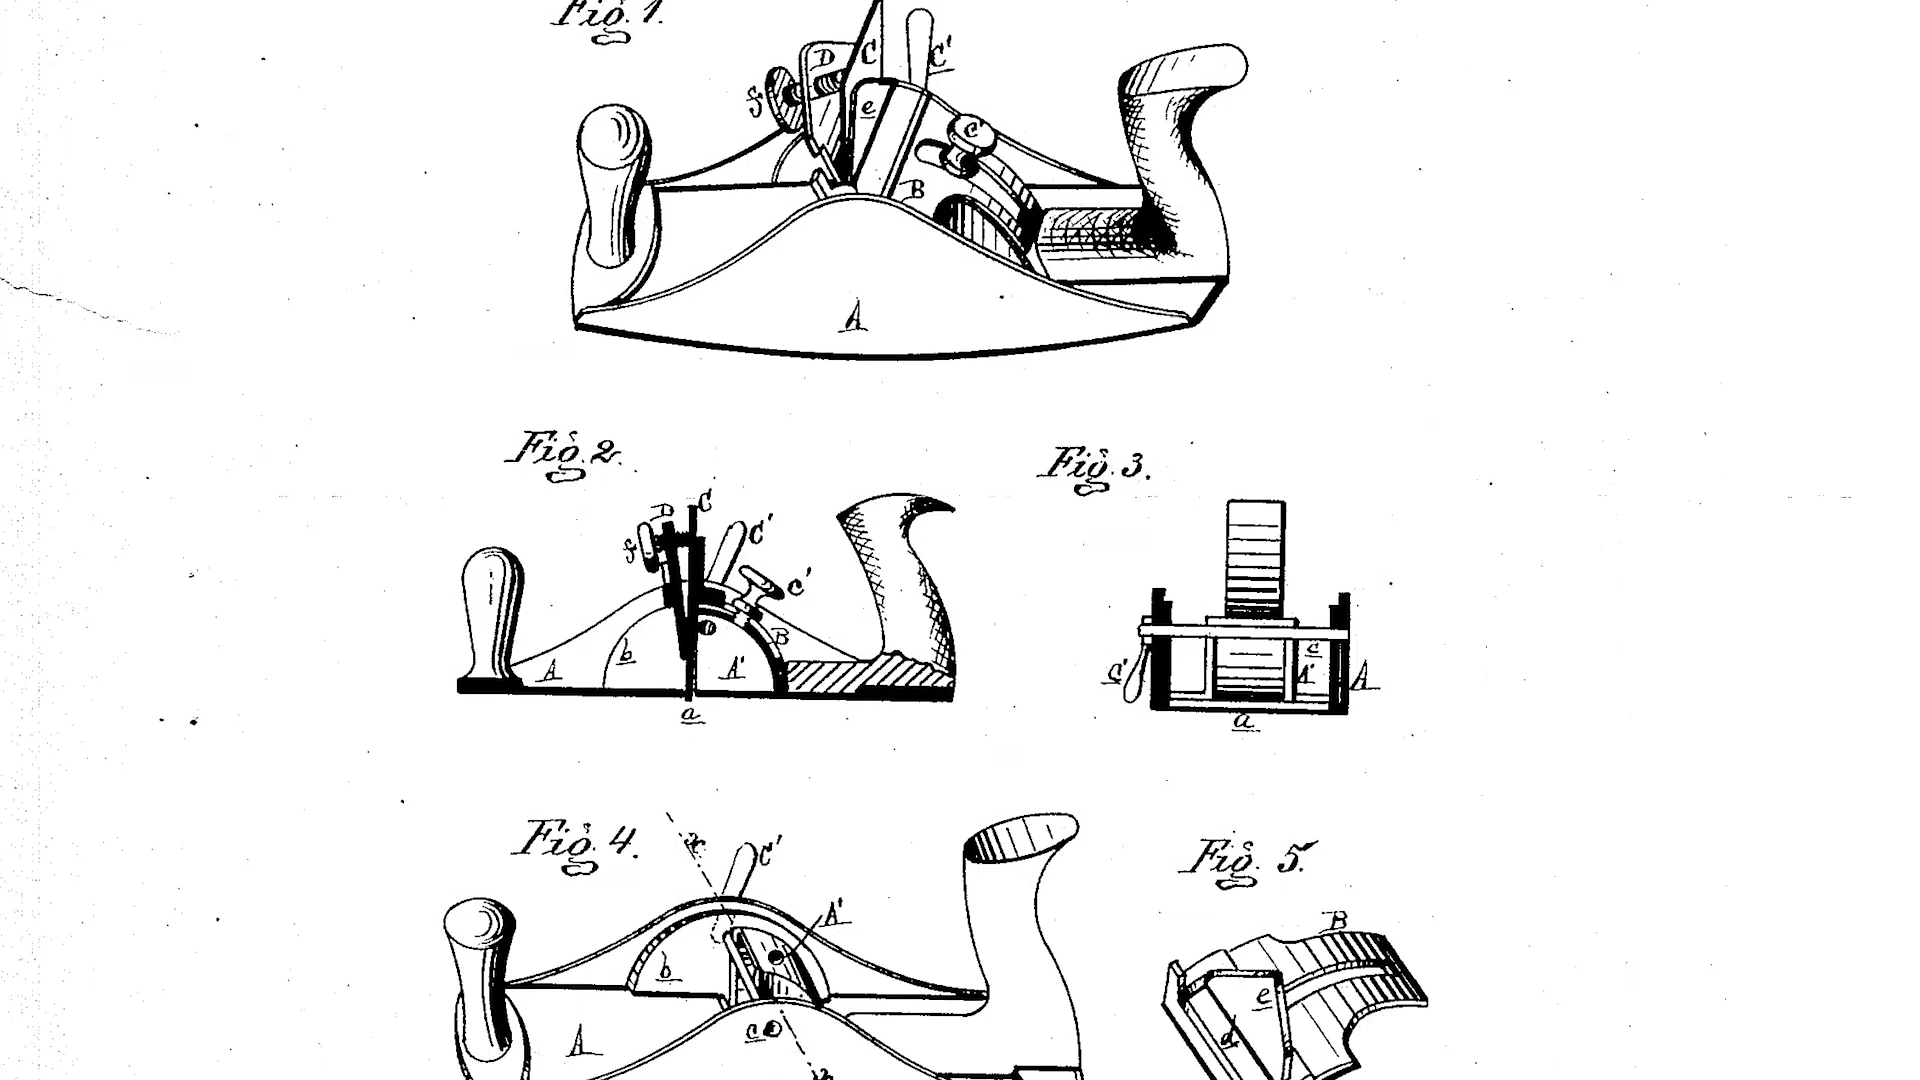 Fig. 1.
D C C'
f e c'
B
A
Fig. 2. Fig. 3.
D C
f C' c'
B
A b A'
a
c
C' A' A
a
Fig. 4. Fig. 5.
x C'
A' B
b
e
c d
A
x